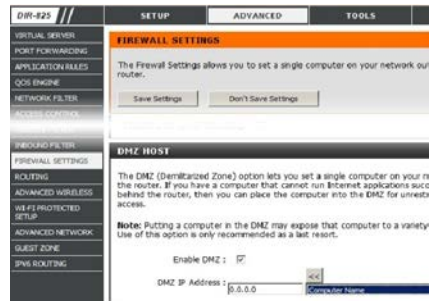 DIR-825
SETUP
ADVANCED
TOOLS
VIRTUAL SERVER
PORT FORWARDING
APPLICATION RULES
QOS ENGINE
NETWORK FILTER
ACCESS CONTROL
INBOUND FILTER
FIREWALL SETTINGS
ROUTING
ADVANCED WIRELESS
WI-FI PROTECTED
SETUP
ADVANCED NETWORK
GUEST ZONE
IPV6 ROUTING
FIREWALL SETTINGS
The Firewall Settings allows you to set a single computer on your network out
router.
Save Settings
Don't Save Settings
DMZ HOST
The DMZ (Demilitarized Zone) option lets you set a single computer on your n
the router. If you have a computer that cannot run Internet applications succ
behind the router, then you can place the computer into the DMZ for unrest
access.
Note: Putting a computer in the DMZ may expose that computer to a variety
Use of this option is only recommended as a last resort.
Enable DMZ :
<<
DMZ IP Address :
0.0.0.0
Computer Name